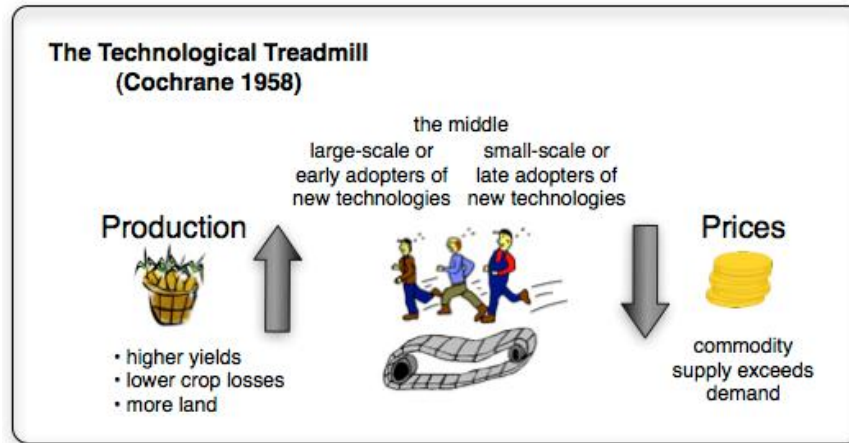 The Technological Treadmill
(Cochrane 1958)
the middle
large-scale or
early adopters of
new technologies
small-scale or
late adopters of
new technologies
Production
• higher yields
• lower crop losses
• more land
Prices
commodity
supply exceeds
demand